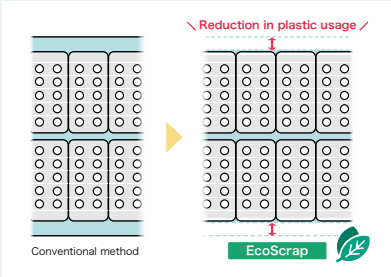 \ Reduction in plastic usage /
Conventional method
EcoScrap